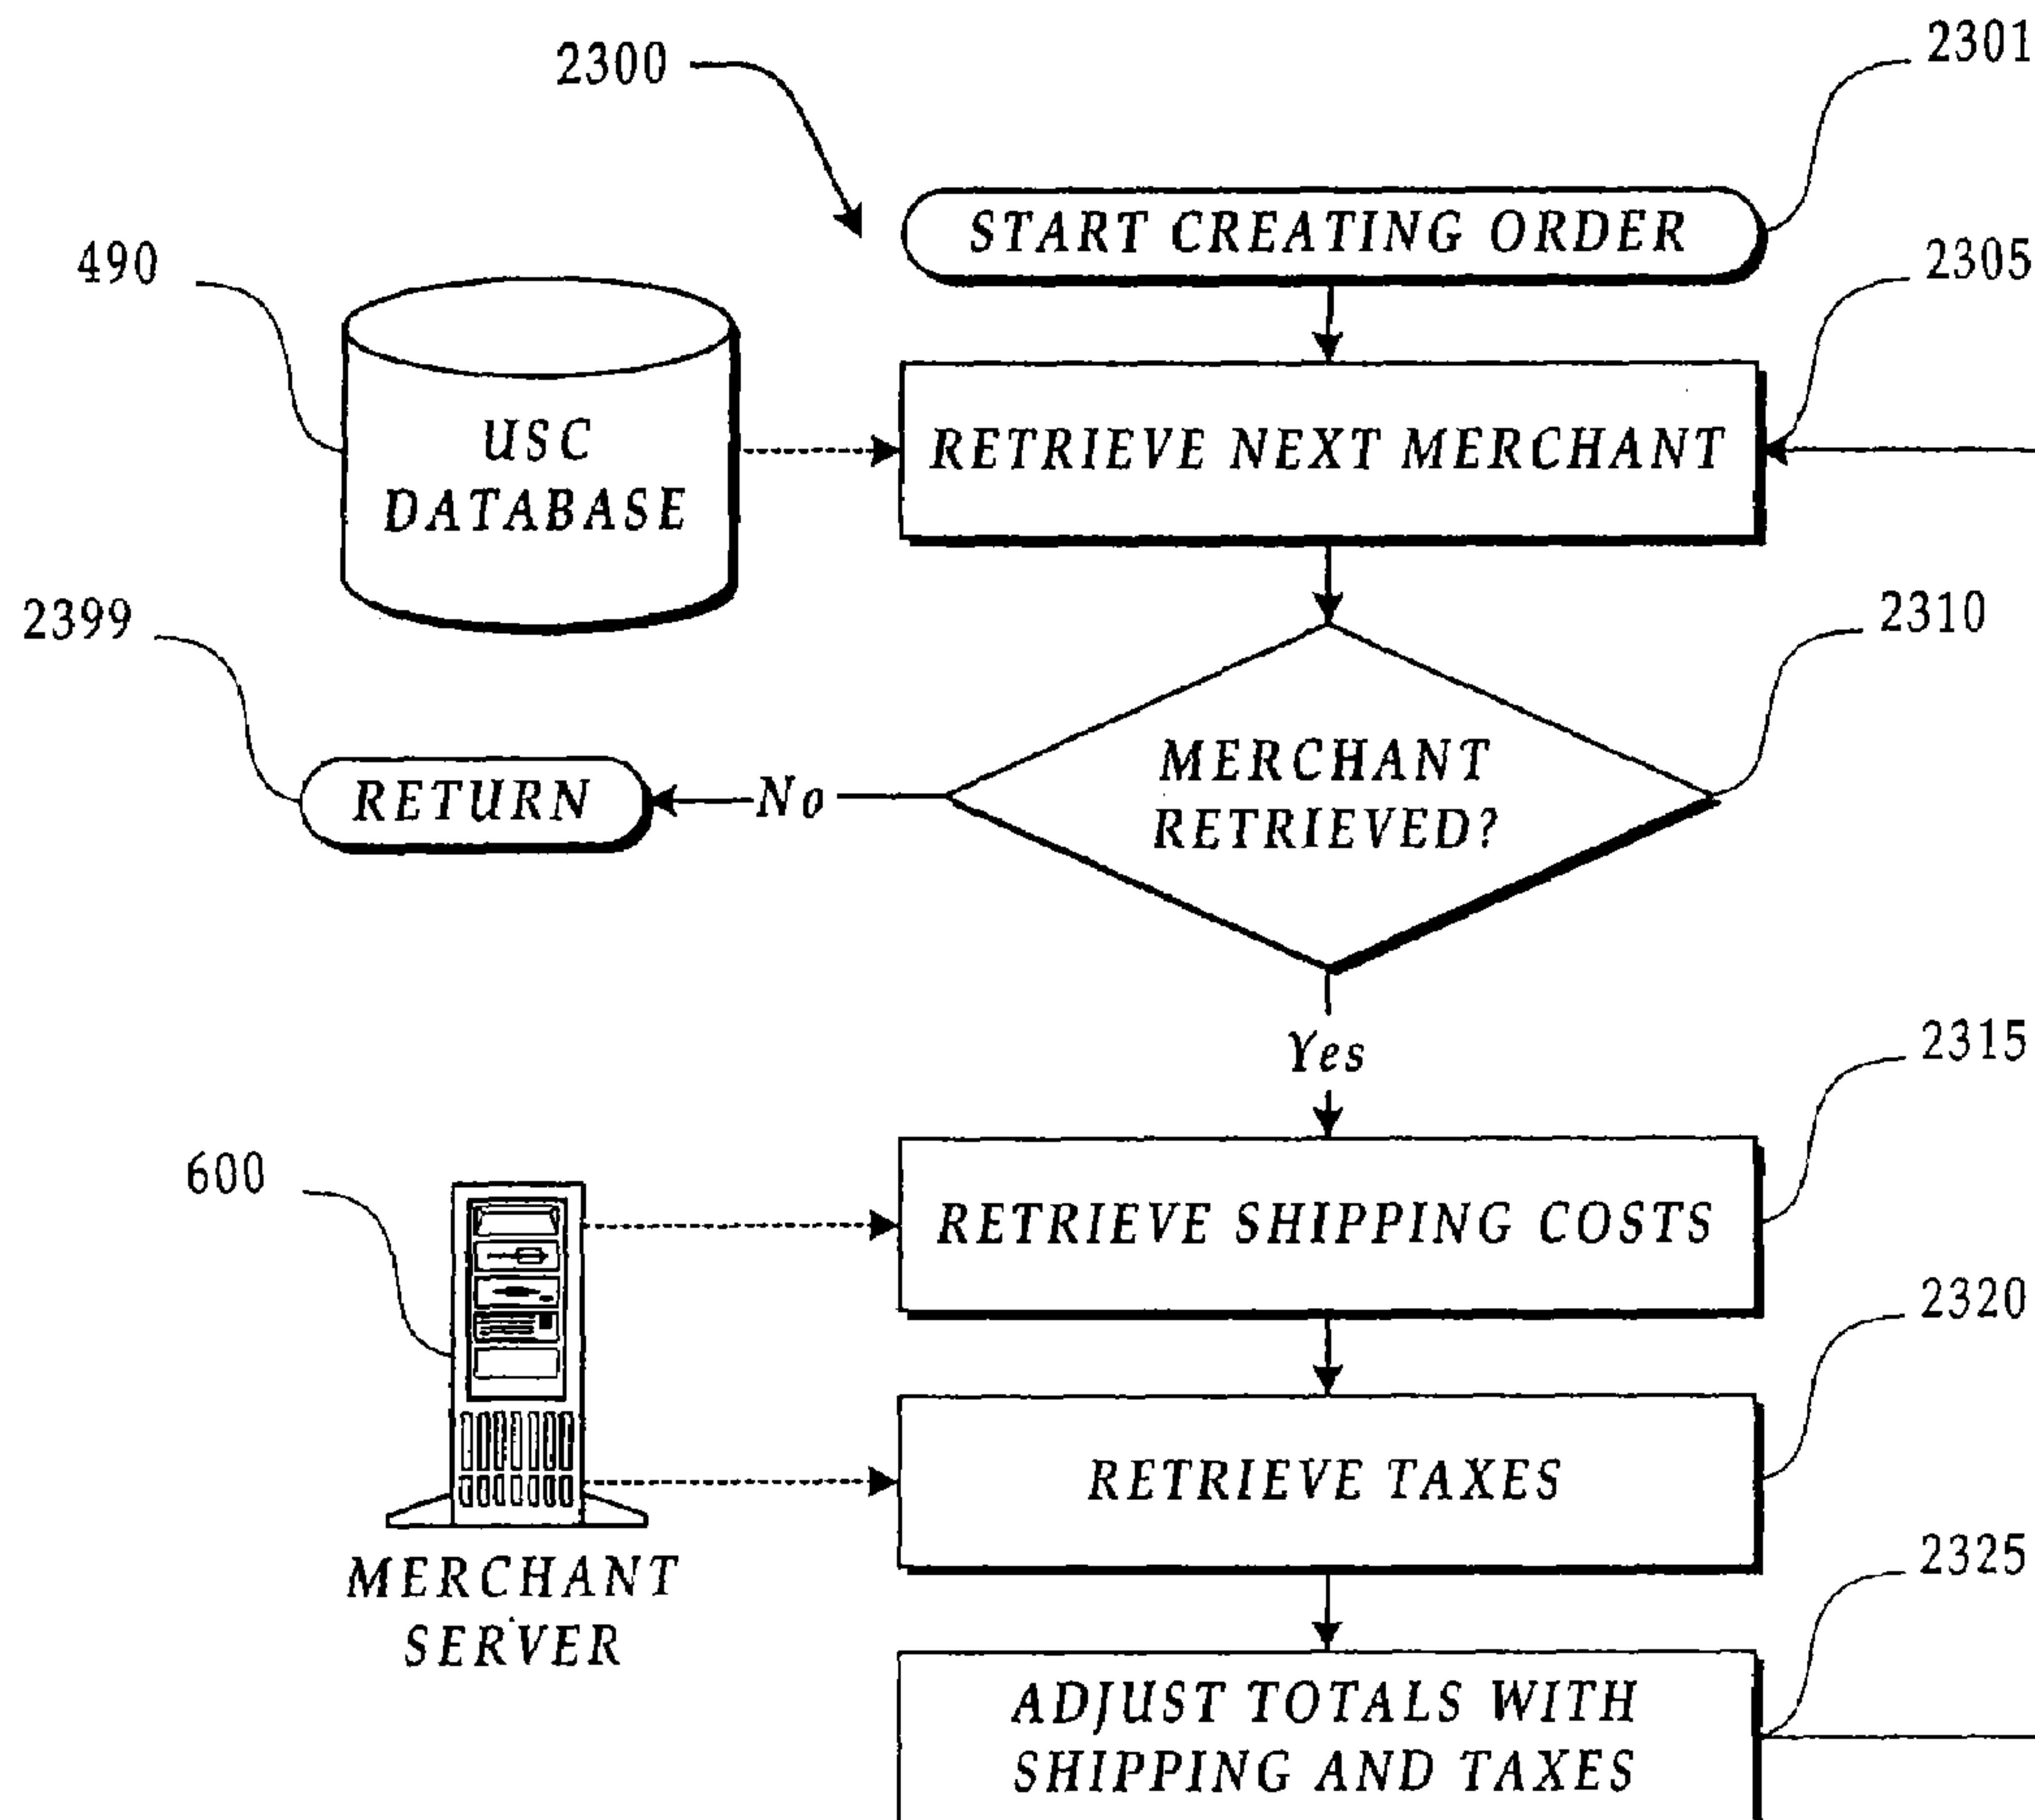 2300
2301
START CREATING ORDER
490
2305
USC
DATABASE
RETRIEVE NEXT MERCHANT
2399
2310
MERCHANT
RETRIEVED?
No
RETURN
Yes
2315
600
RETRIEVE SHIPPING COSTS
2320
RETRIEVE TAXES
MERCHANT
SERVER
2325
ADJUST TOTALS WITH
SHIPPING AND TAXES